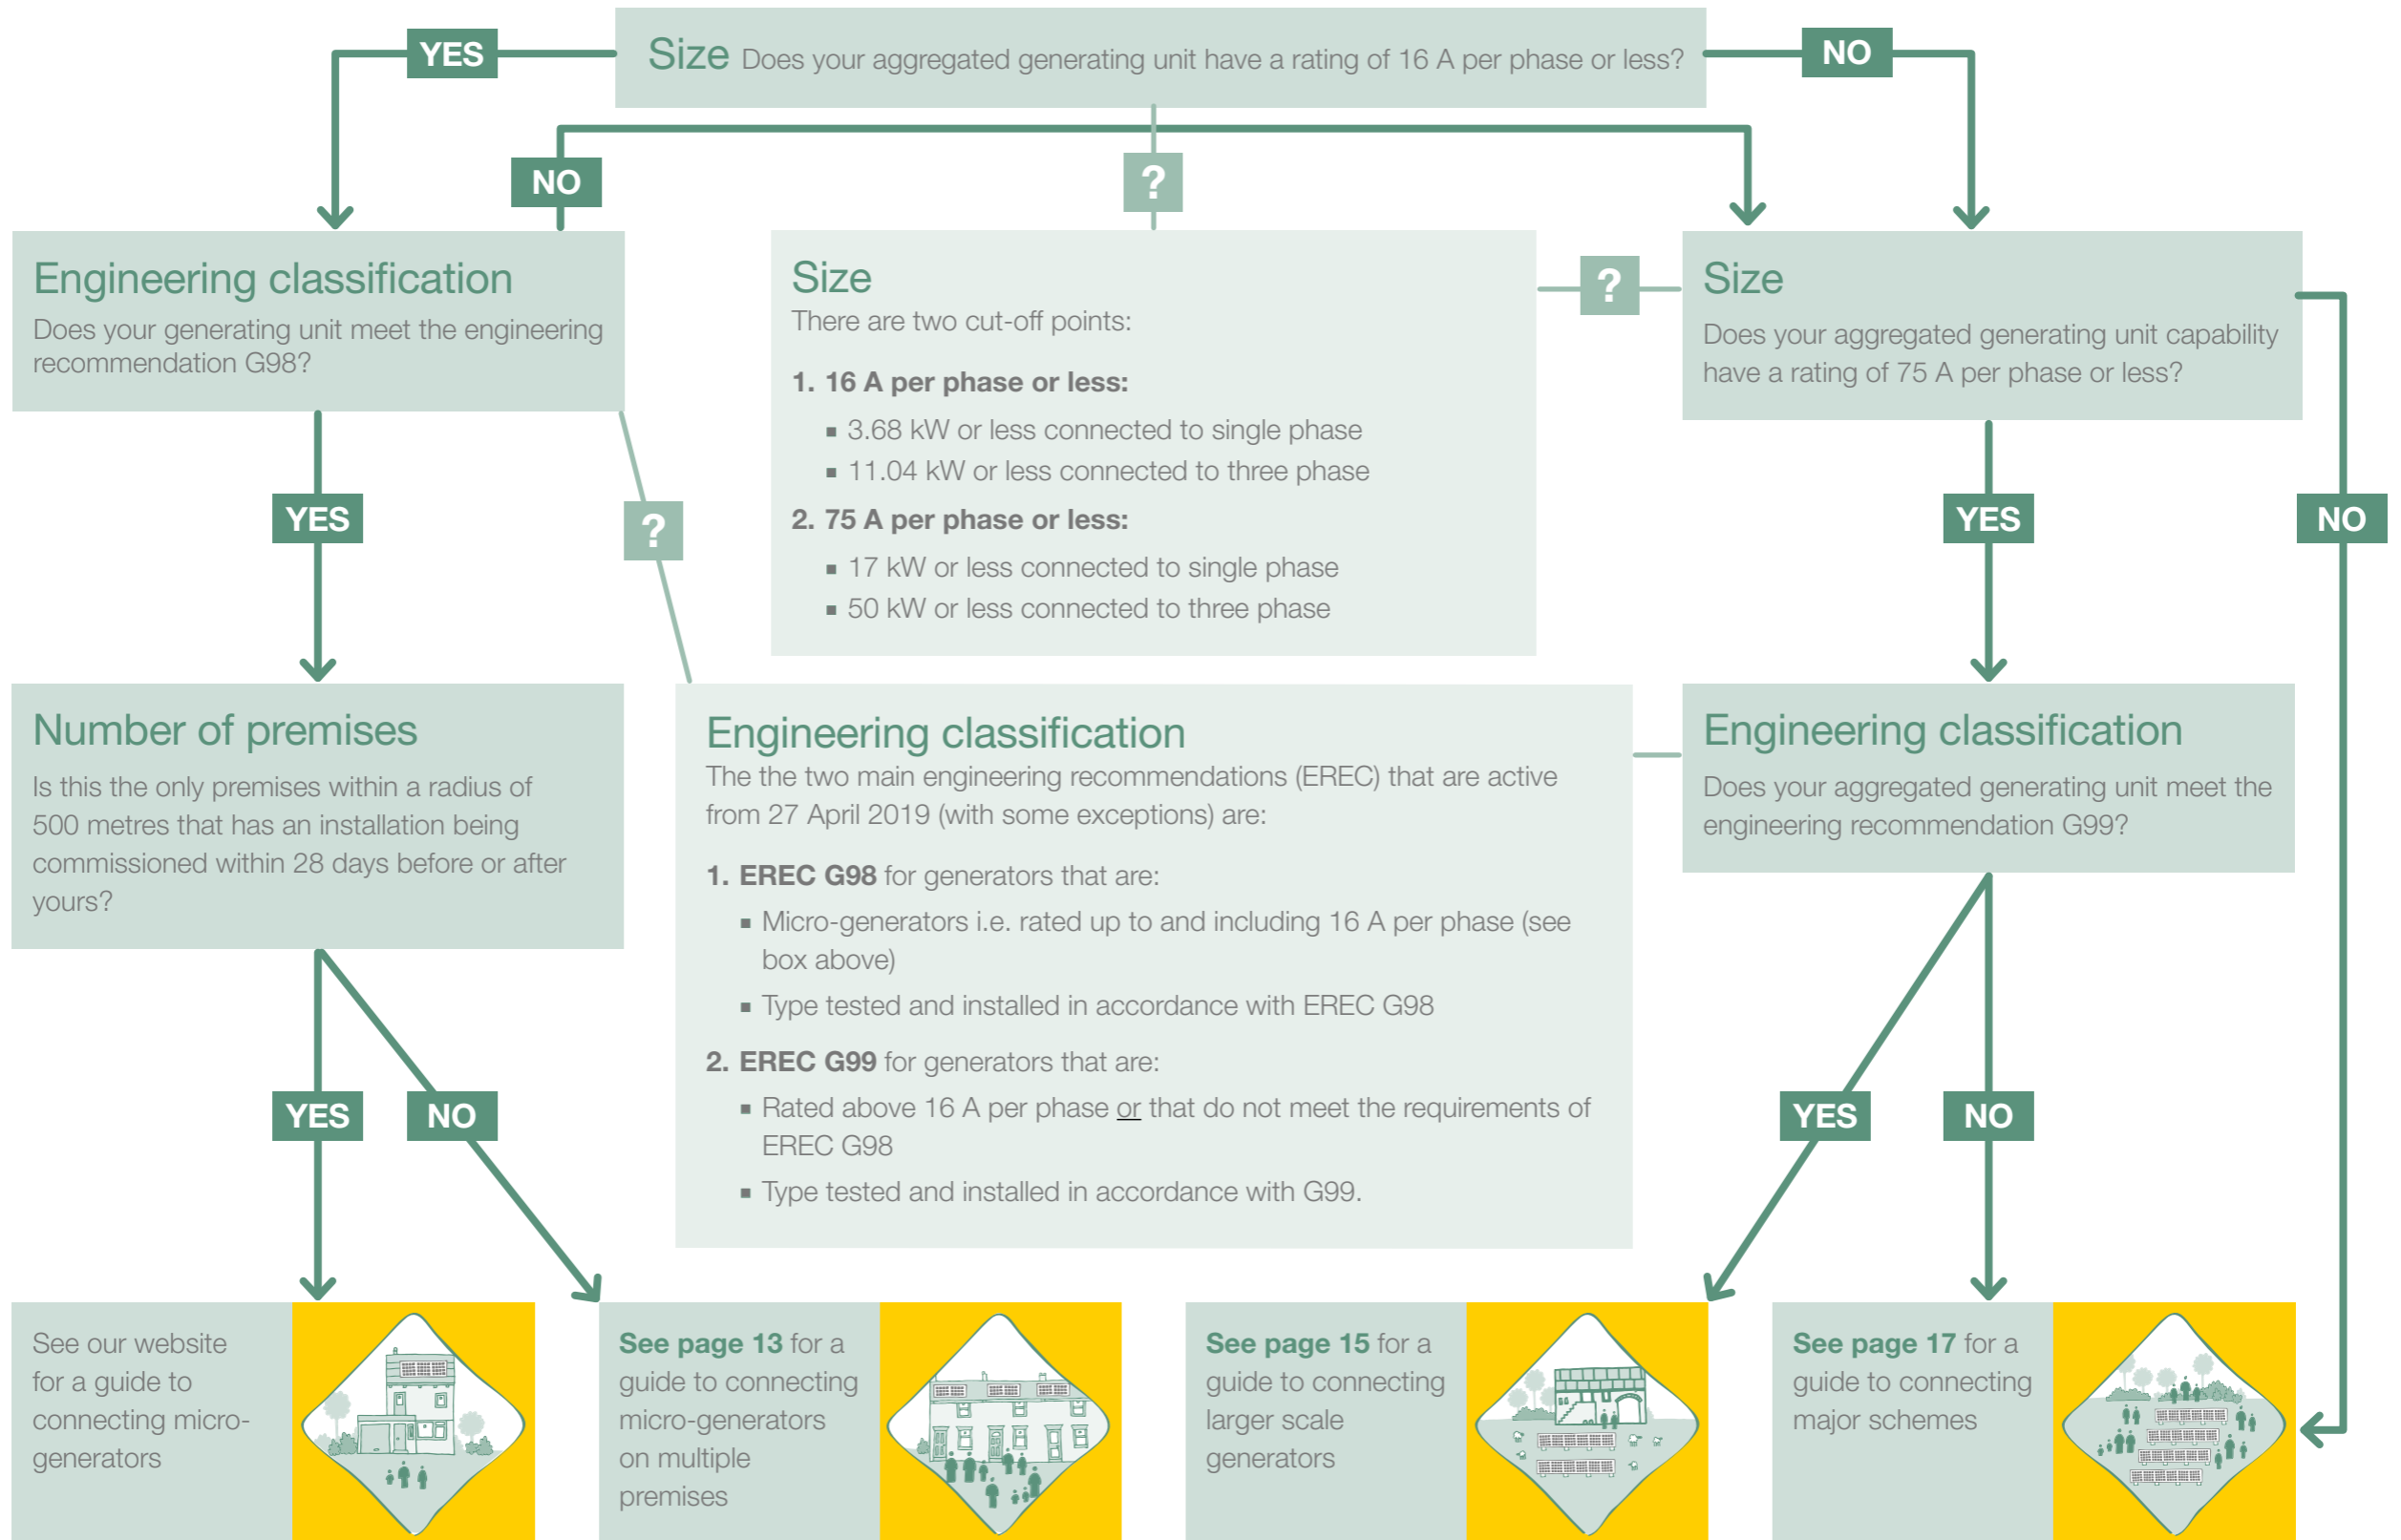 Size Does your aggregated generating unit have a rating of 16 A per phase or less?
YES
NO
NO
?
Engineering classification
Does your generating unit meet the engineering
recommendation G98?
Size
There are two cut-off points:
1. 16 A per phase or less:
■ 3.68 kW or less connected to single phase
■ 11.04 kW or less connected to three phase
2. 75 A per phase or less:
■ 17 kW or less connected to single phase
■ 50 kW or less connected to three phase
?
Size
Does your aggregated generating unit capability
have a rating of 75 A per phase or less?
YES
?
YES
NO
Number of premises
Is this the only premises within a radius of
500 metres that has an installation being
commissioned within 28 days before or after
yours?
Engineering classification
The the two main engineering recommendations (EREC) that are active
from 27 April 2019 (with some exceptions) are:
1. EREC G98 for generators that are:
■ Micro-generators i.e. rated up to and including 16 A per phase (see
box above)
■ Type tested and installed in accordance with EREC G98
2. EREC G99 for generators that are:
■ Rated above 16 A per phase or that do not meet the requirements of
EREC G98
■ Type tested and installed in accordance with G99.
Engineering classification
Does your aggregated generating unit meet the
engineering recommendation G99?
YES
NO
YES
NO
See our website
for a guide to
connecting micro-
generators
See page 13 for a
guide to connecting
micro-generators
on multiple
premises
See page 15 for a
guide to connecting
larger scale
generators
See page 17 for a
guide to connecting
major schemes